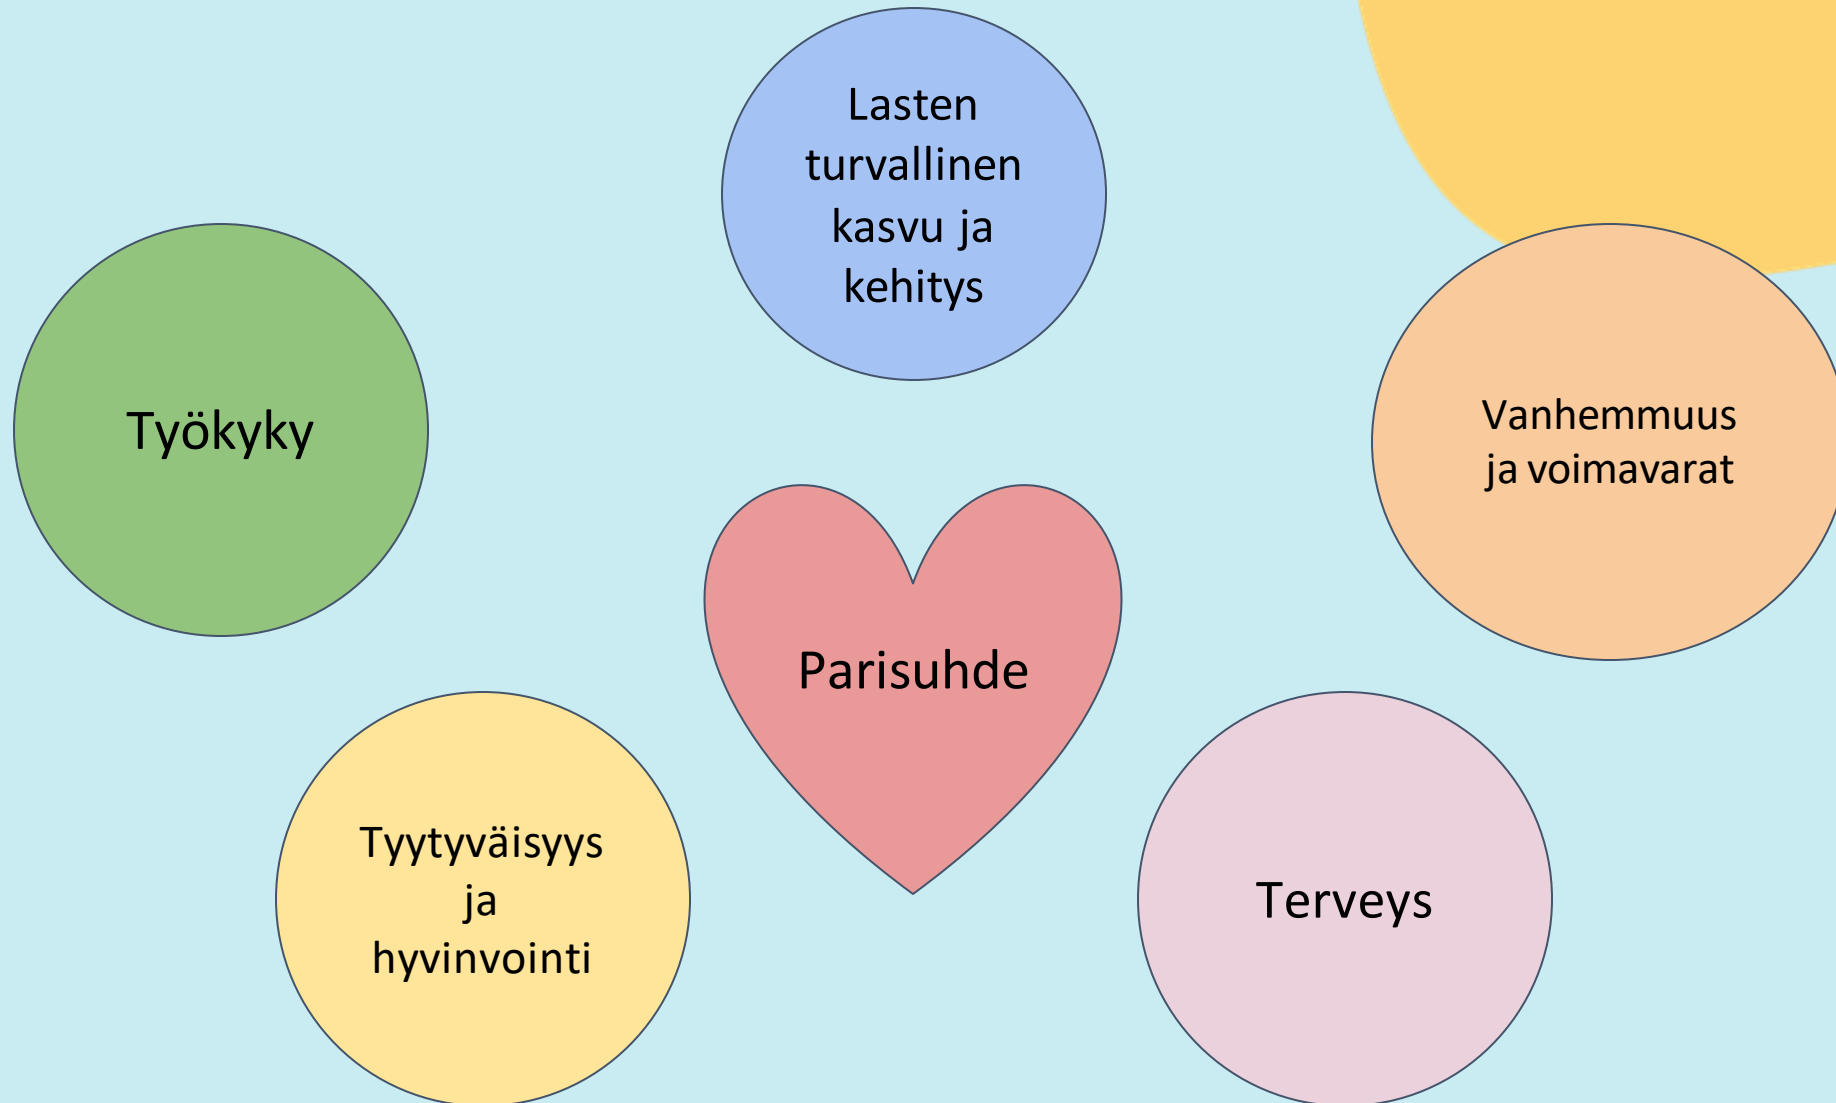 Lasten
turvallinen
kasvu ja
kehitys
Työkyky
Vanhemmuus
ja voimavarat
Parisuhde
Tyytyväisyys
ja
hyvinvointi
Terveys